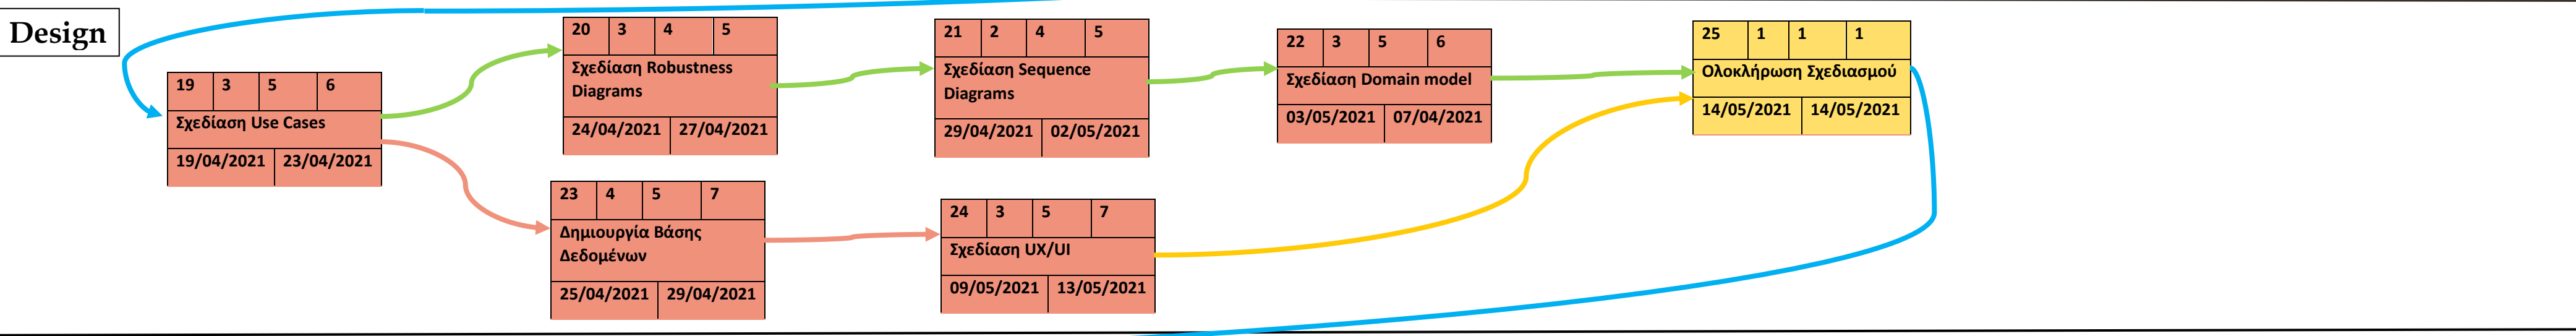 Design
19 3 5 6
Σχεδίαση Use Cases
19/04/2021 23/04/2021
20 3 4 5
Σχεδίαση Robustness
Diagrams
24/04/2021 27/04/2021
21 2 4 5
Σχεδίαση Sequence
Diagrams
29/04/2021 02/05/2021
22 3 5 6
Σχεδίαση Domain model
03/05/2021 07/04/2021
25 1 1 1
Ολοκλήρωση Σχεδιασμού
14/05/2021 14/05/2021
23 4 5 7
Δημιουργία Βάσης
Δεδομένων
25/04/2021 29/04/2021
24 3 5 7
Σχεδίαση UX/UI
09/05/2021 13/05/2021